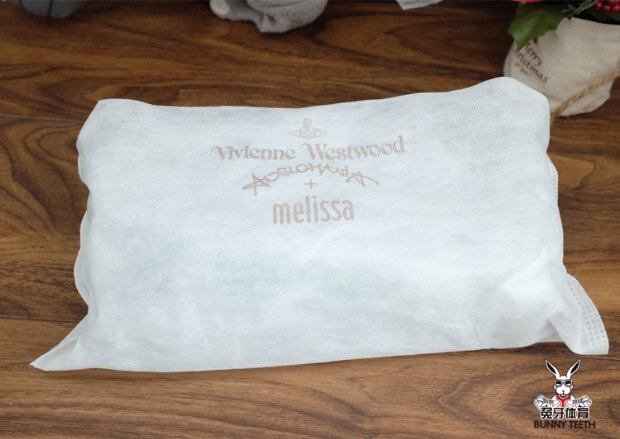 Merry
Christmas
Vivienne Westwood
ANGLOMANIA
+
melissa
兔牙体育
BUNNY TEETH